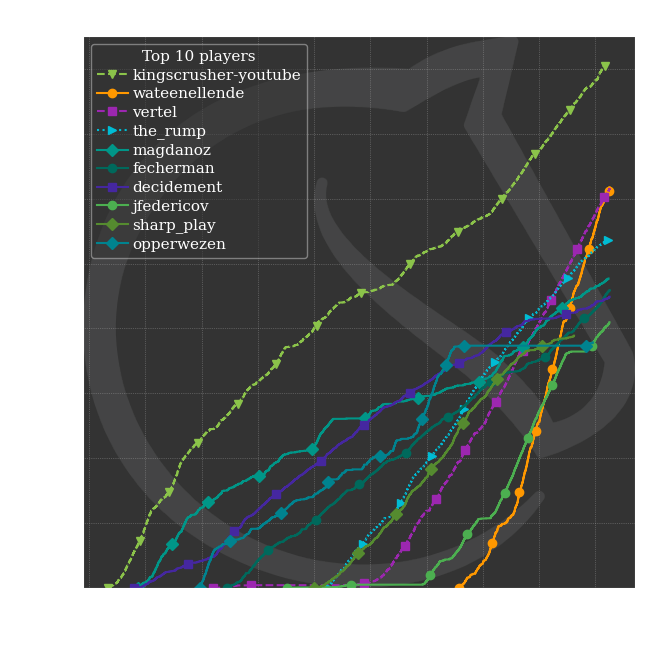 Top 10 players
kingscrusher-youtube
wateenellende
vertel
the_rump
magdanoz
fecherman
decidement
jfedericov
sharp_play
opperwezen